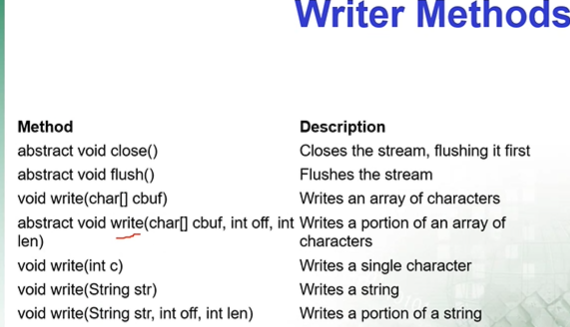 Writer Methods
Method Description
abstract void close() Closes the stream, flushing it first
abstract void flush() Flushes the stream
void write(char[] cbuf) Writes an array of characters
abstract void write(char[] cbuf, int off, int Writes a portion of an array of
len) characters
void write(int c) Writes a single character
void write(String str) Writes a string
void write(String str, int off, int len) Writes a portion of a string